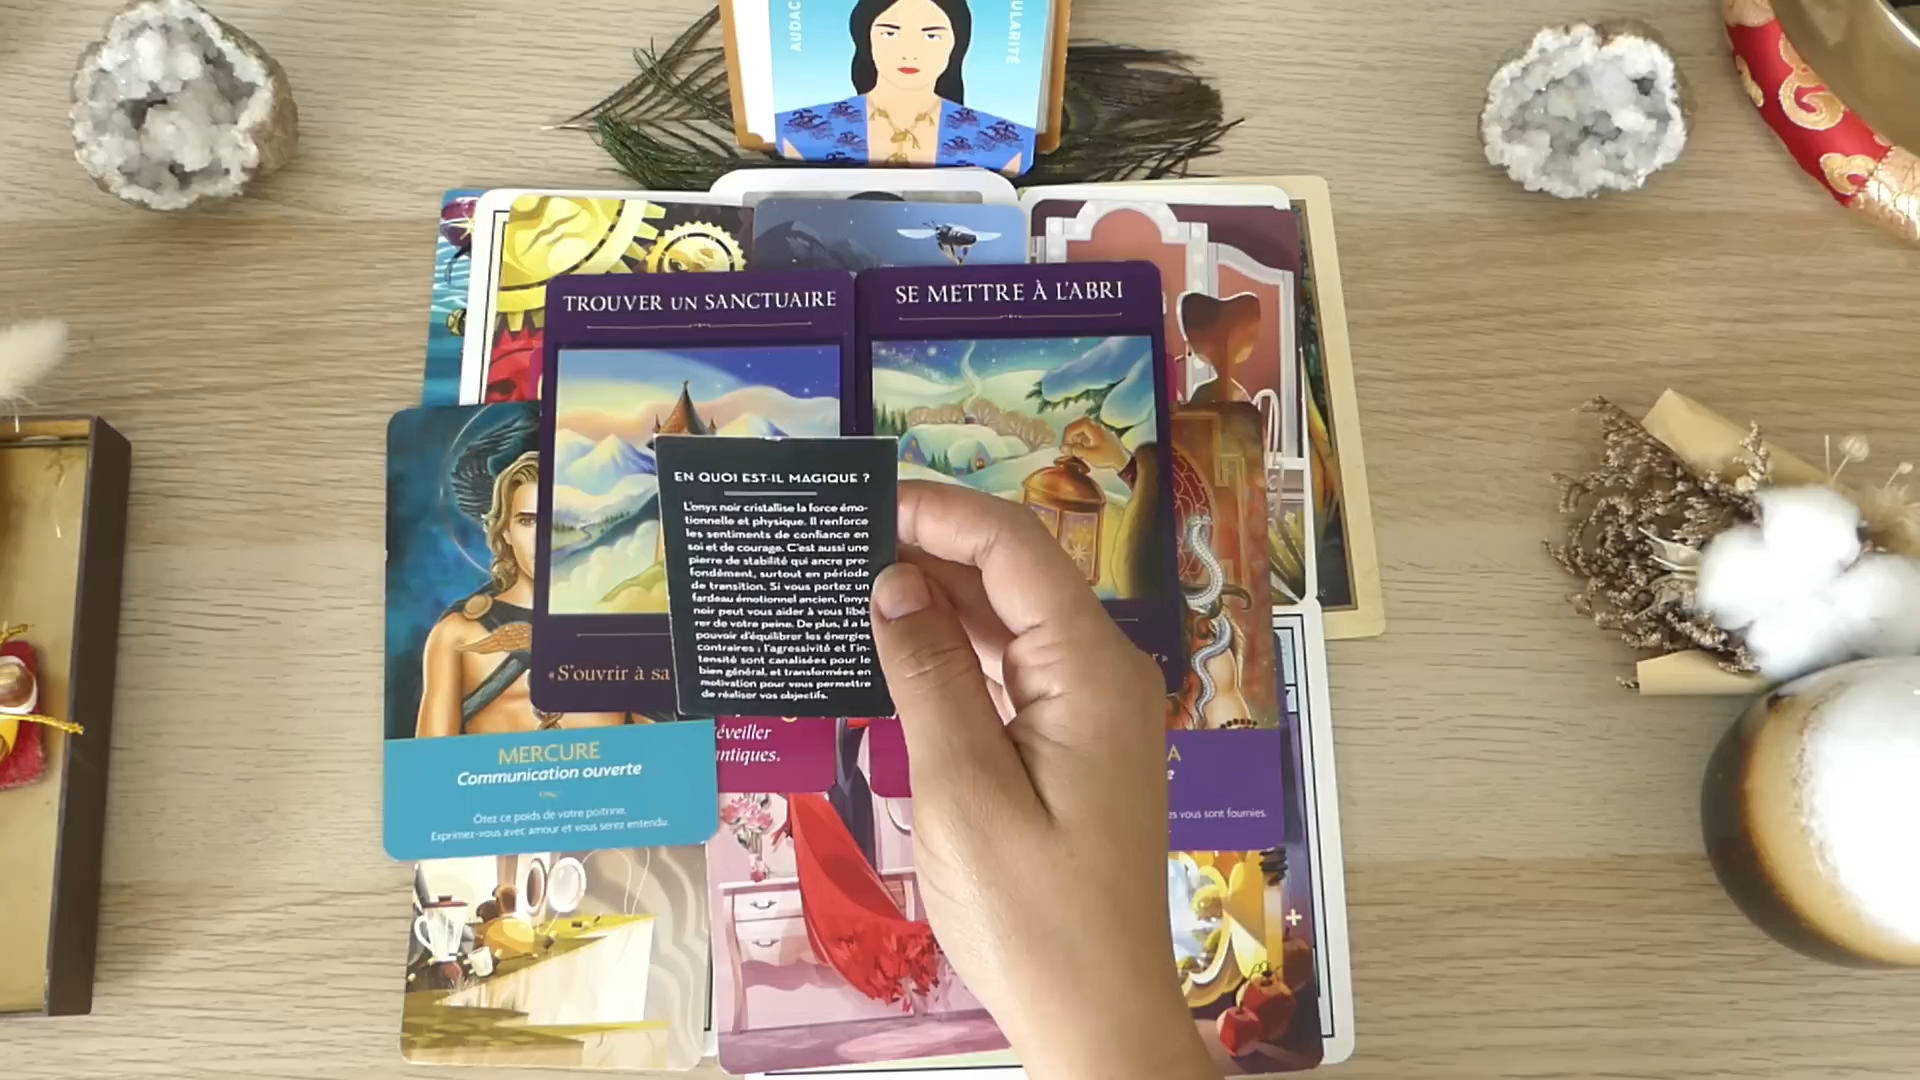 AUDAC
ULARITÉ
TROUVER UN SANCTUAIRE
SE METTRE À L'ABRI
EN QUOI EST-IL MAGIQUE ?
L'onyx noir cristallise la force émo-
tionnelle et physique. Il renforce
les sentiments de confiance en
soi et de courage. C'est aussi une
pierre de stabilité qui ancre pro-
fondément, surtout en période
de transition. Si vous portez un
fardeau émotionnel ancien, l'onyx
noir peut vous aider à vous libé-
rer de votre peine. De plus, il a le
pouvoir d'équilibrer les énergies
contraires : l'agressivité et l'in-
tensité sont canalisées pour le
bien général, et transformées en
motivation pour vous permettre
de réaliser vos objectifs.
«S'ouvrir à sa
r»
éveiller
antiques.
MERCURE
Communication ouverte
Ôtez ce poids de votre poitrine.
Exprimez-vous avec amour et vous serez entendu.
A
e
es vous sont fournies.
+